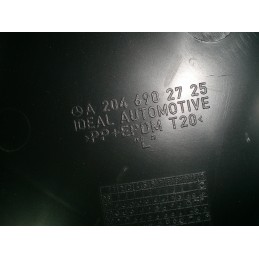 A 204 690 27 25
IDEAL AUTOMOTIVE
>PP+EPDM T20<
"L"